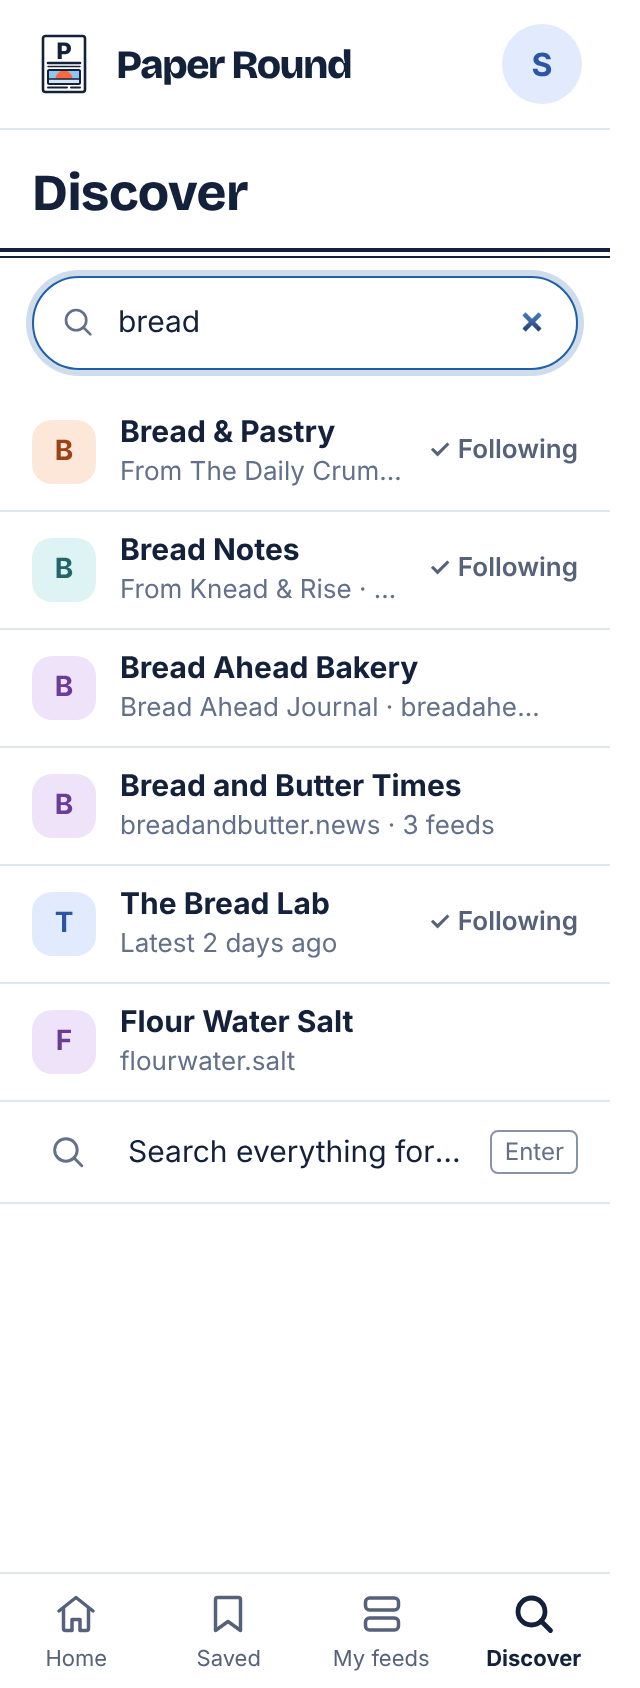 P
Paper Round
S
Discover
bread
B
Bread & Pastry
From The Daily Crum...
✓ Following
B
Bread Notes
From Knead & Rise · ...
✓ Following
B
Bread Ahead Bakery
Bread Ahead Journal · breadahe...
B
Bread and Butter Times
breadandbutter.news · 3 feeds
T
The Bread Lab
Latest 2 days ago
✓ Following
F
Flour Water Salt
flourwater.salt
Search everything for...
Enter
Home
Saved
My feeds
Discover